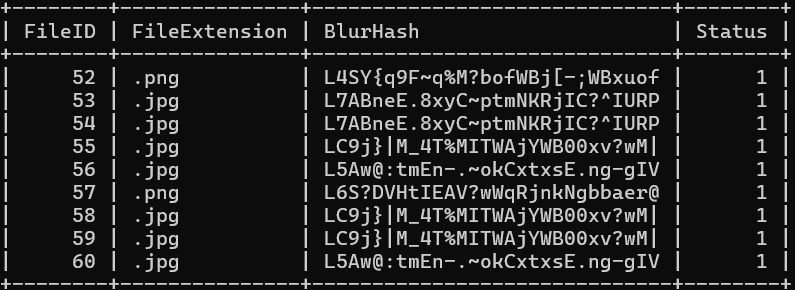 +--------+---------------+------------------------------+--------+
| FileID | FileExtension | BlurHash                     | Status |
+--------+---------------+------------------------------+--------+
|     52 | .png          | L4SY{q9F~q%M?bofWBj[-;WBxuof |      1 |
|     53 | .jpg          | L7ABneE.8xyC~ptmNKRjIC?^IURP |      1 |
|     54 | .jpg          | L7ABneE.8xyC~ptmNKRjIC?^IURP |      1 |
|     55 | .jpg          | LC9j}|M_4T%MITWAjYWB00xv?wM| |      1 |
|     56 | .jpg          | L5Aw@:tmEn-.~okCxtxsE.ng-gIV |      1 |
|     57 | .png          | L6S?DVHtIEAV?wWqRjnkNgbbaer@ |      1 |
|     58 | .jpg          | LC9j}|M_4T%MITWAjYWB00xv?wM| |      1 |
|     59 | .jpg          | LC9j}|M_4T%MITWAjYWB00xv?wM| |      1 |
|     60 | .jpg          | L5Aw@:tmEn-.~okCxtxsE.ng-gIV |      1 |
+--------+---------------+------------------------------+--------+